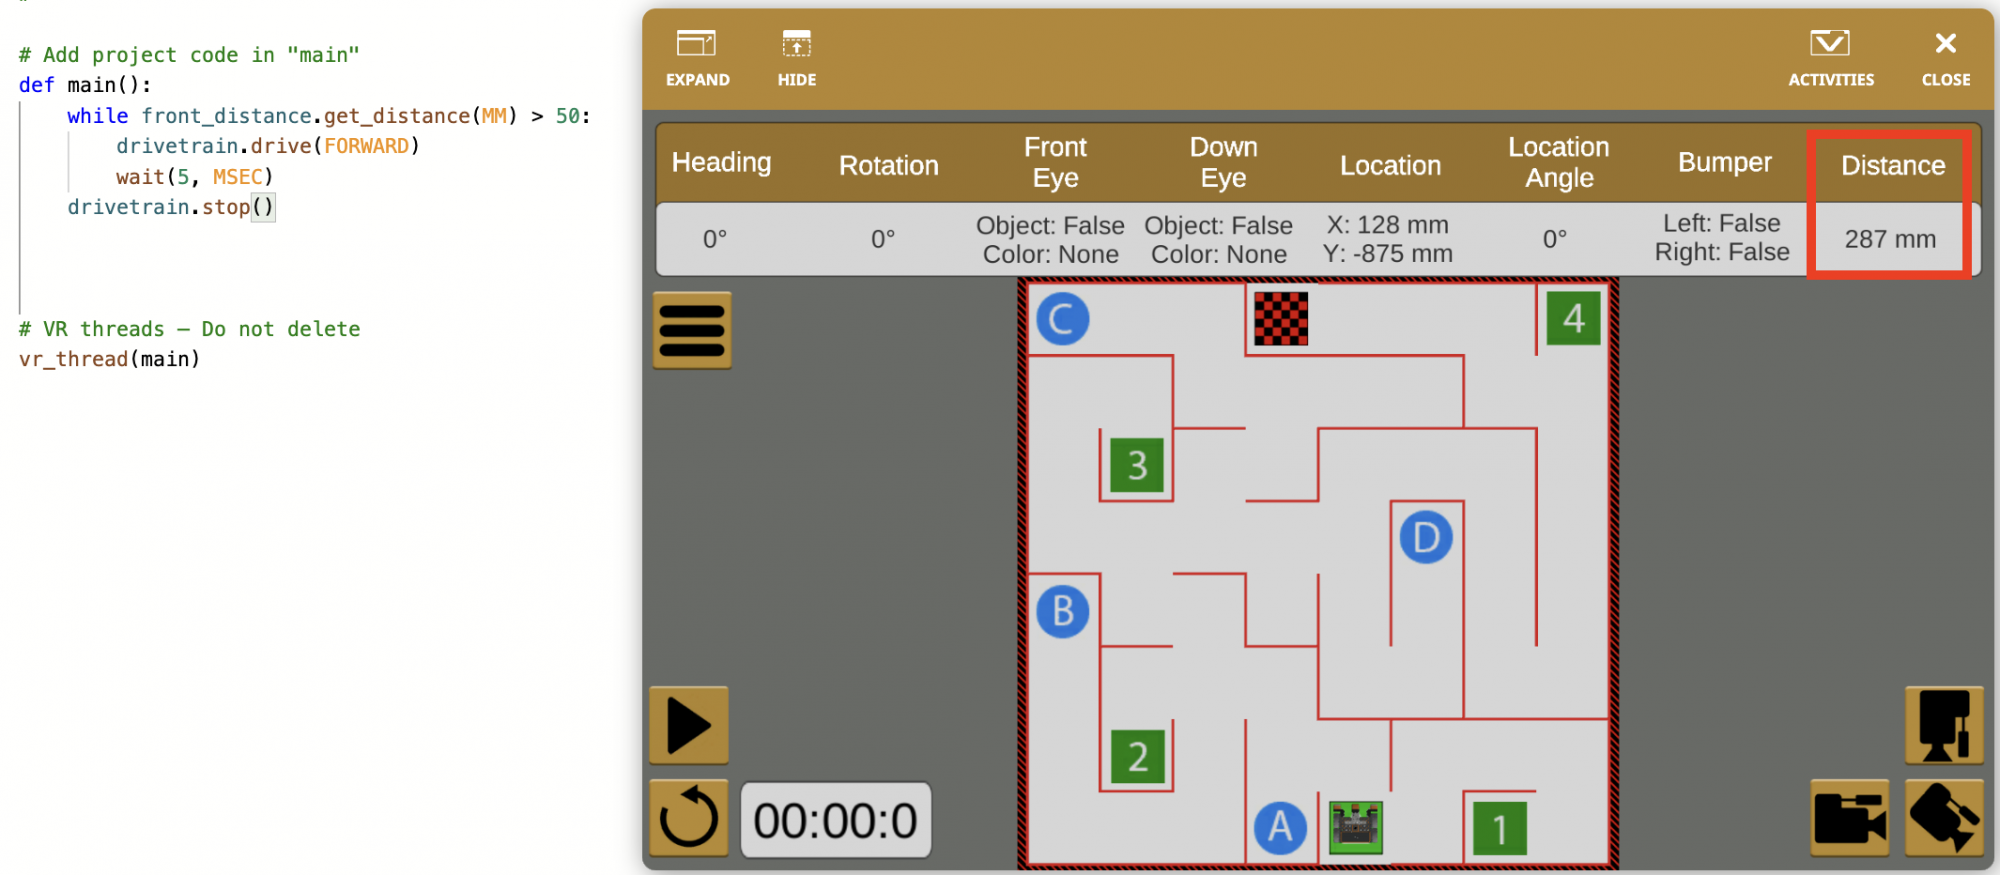 # Add project code in "main"
def main():
    while front_distance.get_distance(MM) > 50:
        drivetrain.drive(FORWARD)
        wait(5, MSEC)
    drivetrain.stop()
# VR threads — Do not delete
vr_thread(main)
EXPAND HIDE ACTIVITIES CLOSE
Heading
Rotation
Front
Eye
Down
Eye
Location
Location
Angle
Bumper
Distance
0°
0°
Object: False
Color: None
Object: False
Color: None
X: 128 mm
Y: -875 mm
0°
Left: False
Right: False
287 mm
C
4
3
D
B
2
A
1
00:00:0